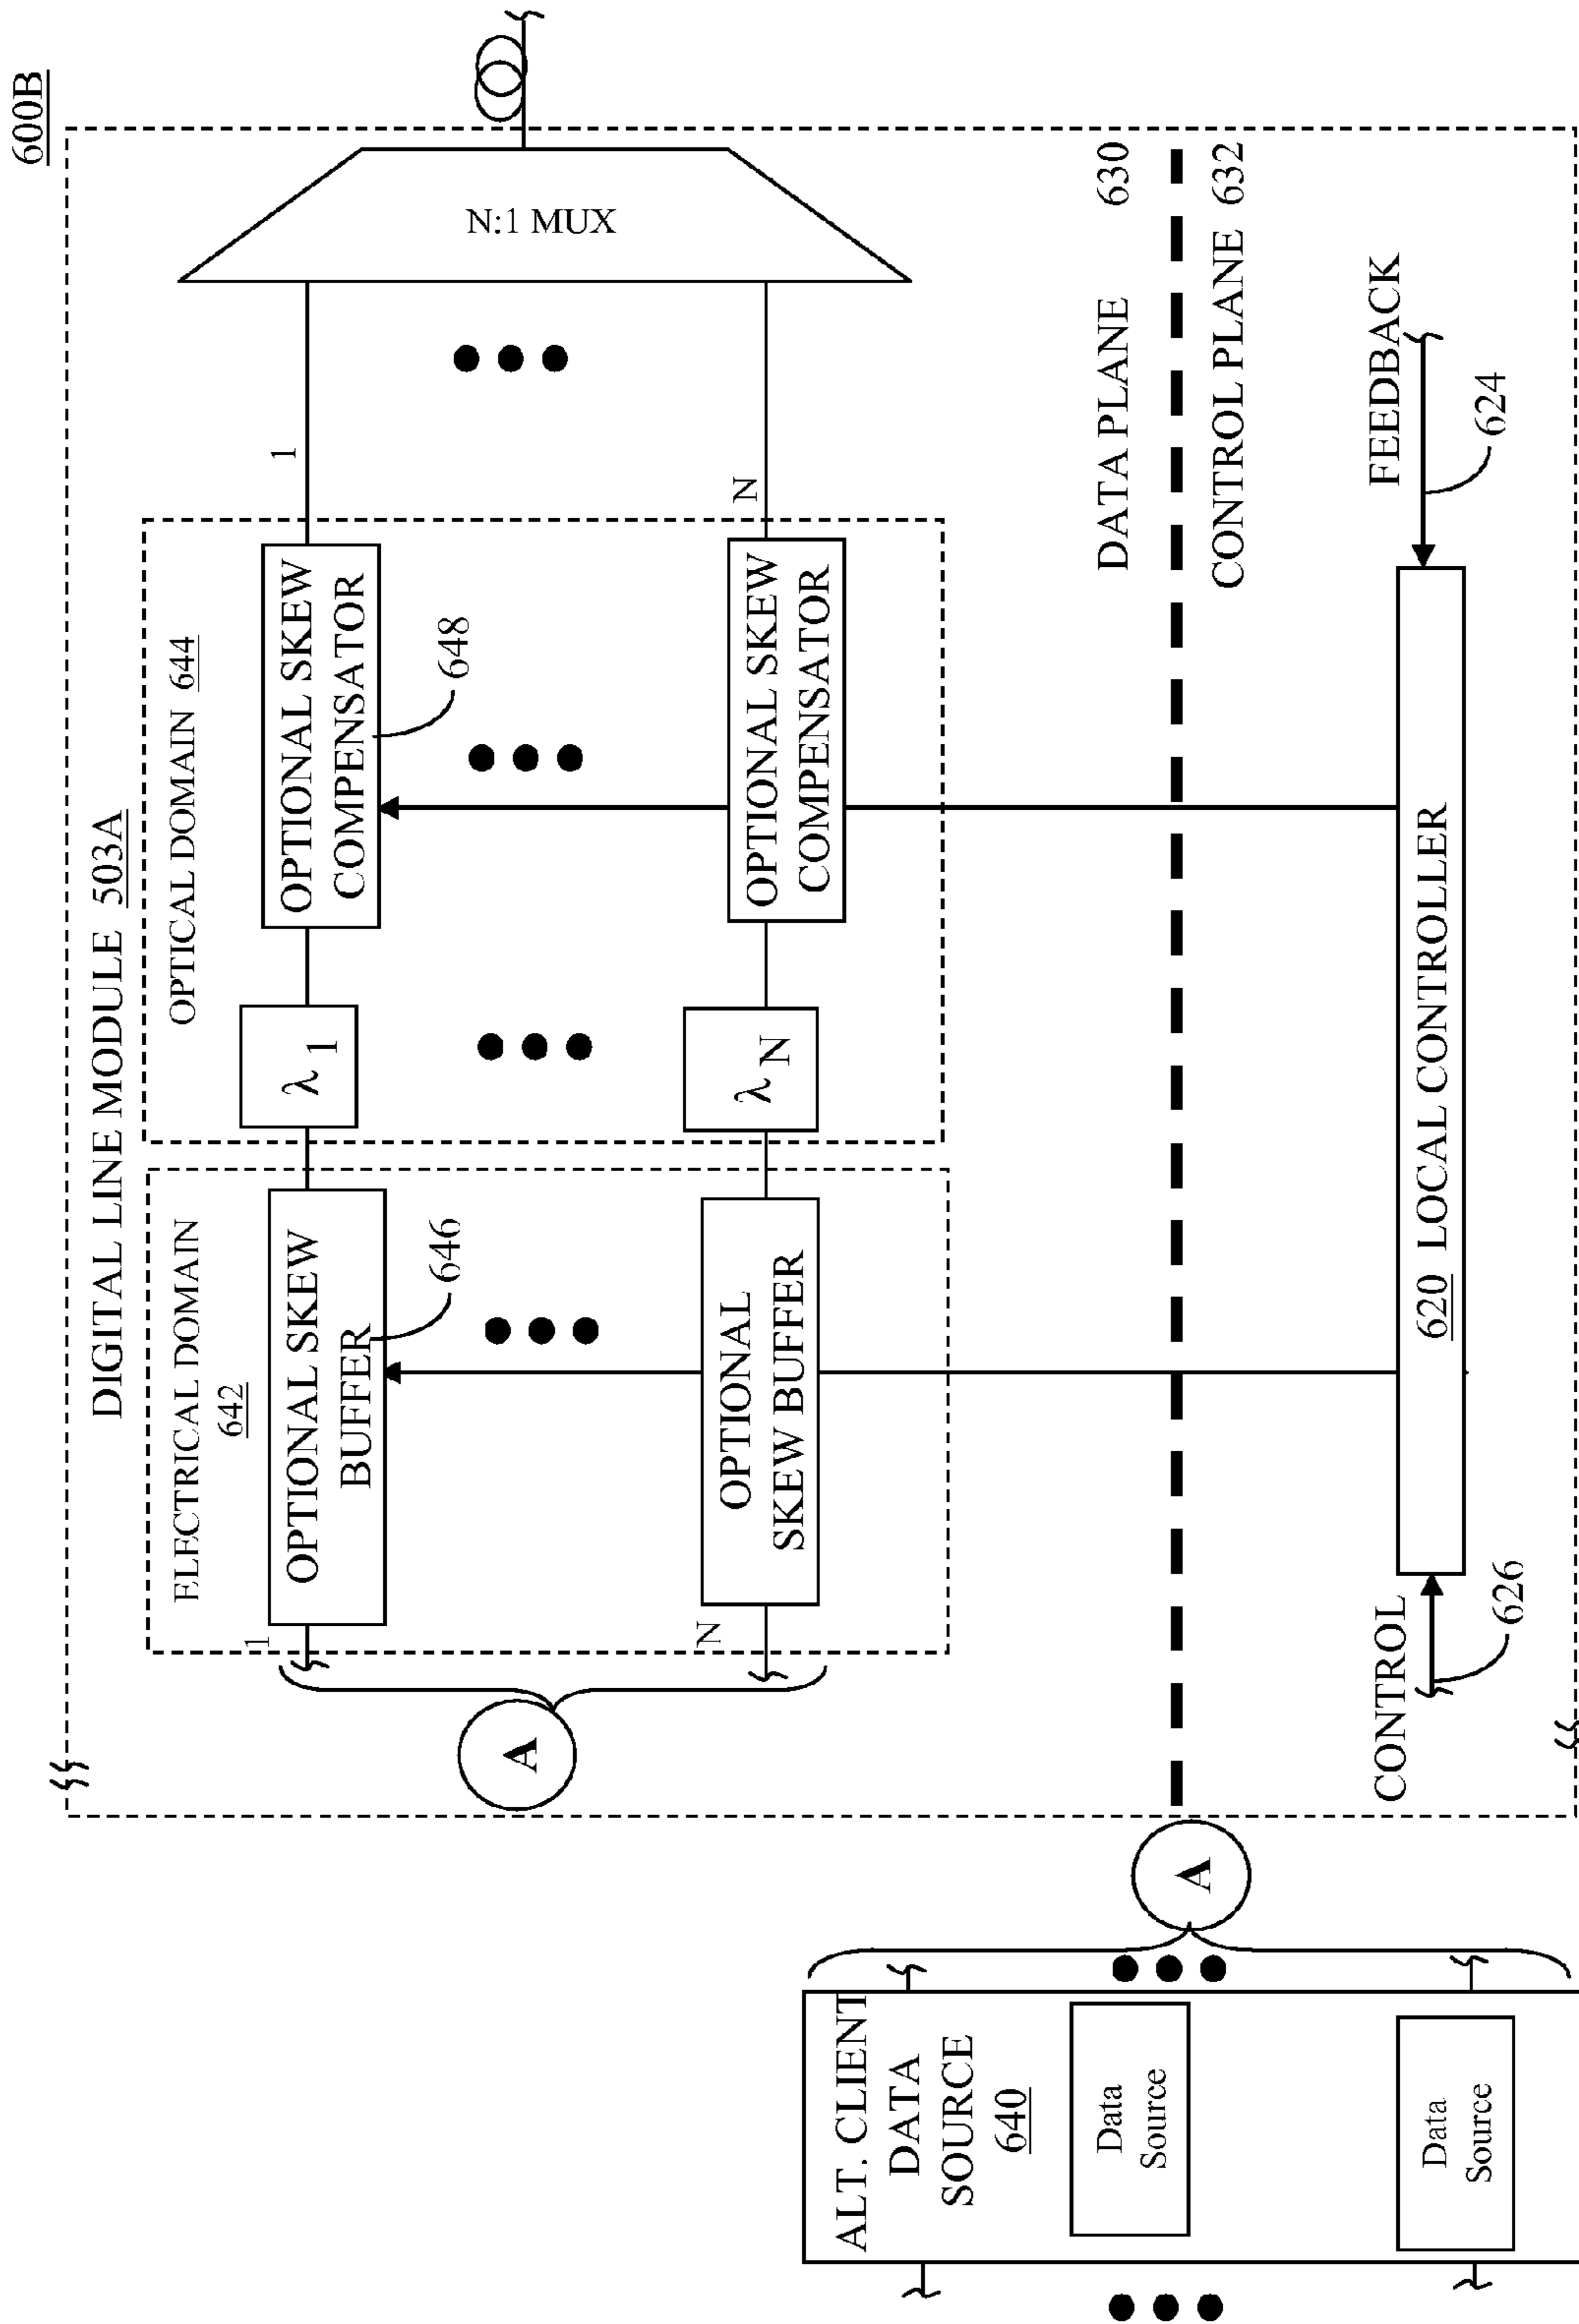 600B
DIGITAL LINE MODULE 503A
ELECTRICAL DOMAIN
642
OPTICAL DOMAIN 644
1
OPTIONAL SKEW
BUFFER
646
λ1
OPTIONAL SKEW
COMPENSATOR
648
1
A
N:1 MUX
N
OPTIONAL
SKEW BUFFER
λN
OPTIONAL SKEW
COMPENSATOR
N
DATA PLANE 630
CONTROL PLANE 632
CONTROL
626
620 LOCAL CONTROLLER
FEEDBACK
624
ALT. CLIENT
DATA
SOURCE
640
Data
Source
Data
Source
A